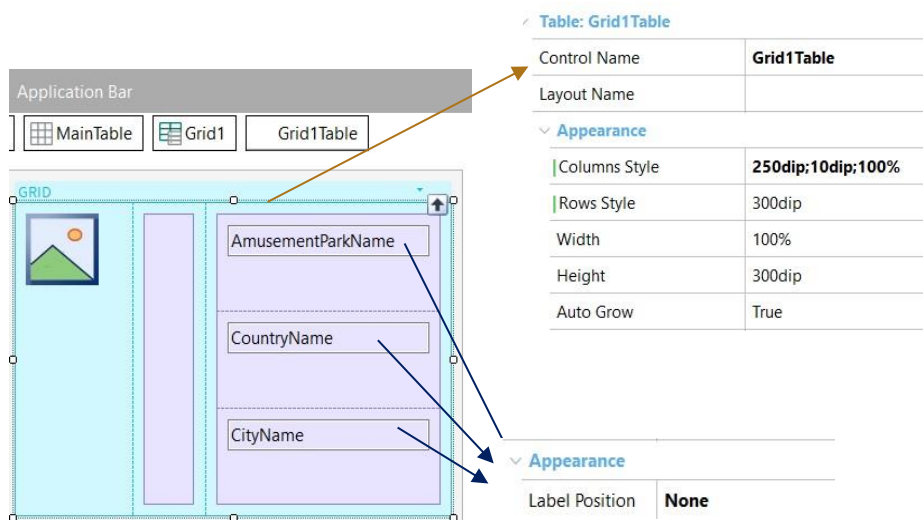 Application Bar
MainTable
Grid1
Grid1Table
GRID
AmusementParkName
CountryName
CityName
Table: Grid1Table
Control Name Grid1Table
Layout Name
Appearance
Columns Style 250dip;10dip;100%
Rows Style 300dip
Width 100%
Height 300dip
Auto Grow True
Appearance
Label Position None